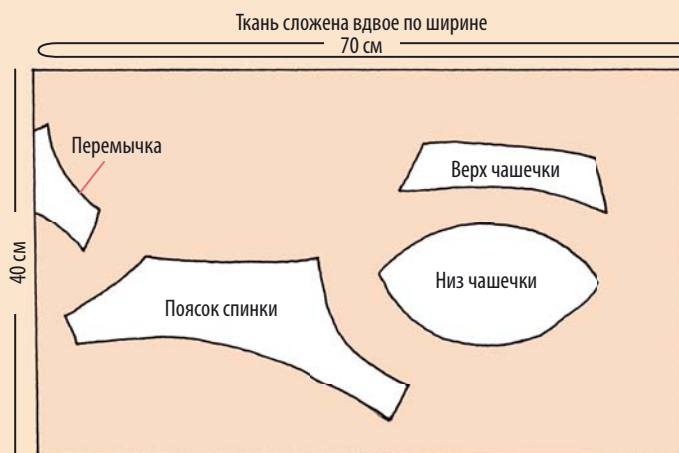 Ткань сложена вдвое по ширине
70 см
Перемычка
Верх чашечки
40 см
Низ чашечки
Поясок спинки